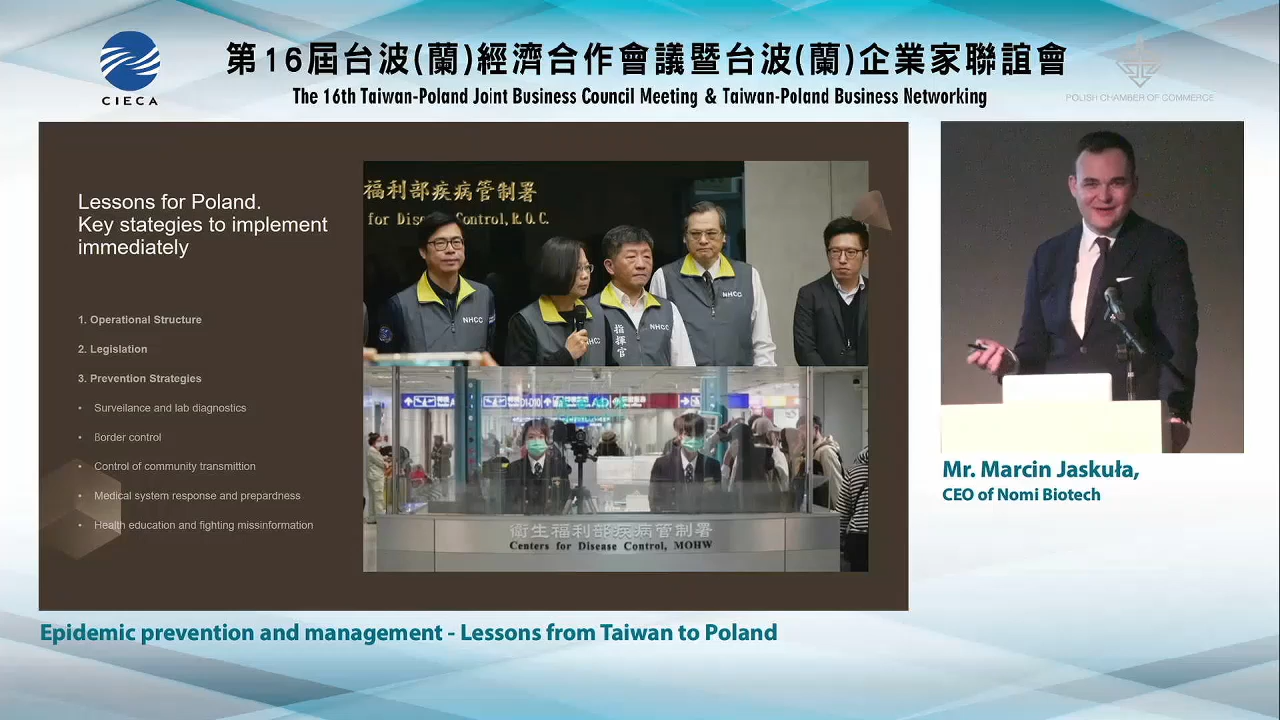 CIECA
第16屆台波(蘭)經濟合作會議暨台波(蘭)企業家聯誼會
The 16th Taiwan-Poland Joint Business Council Meeting & Taiwan-Poland Business Networking
POLISH CHAMBER OF COMMERCE
Lessons for Poland.
Key stategies to implement
immediately
1. Operational Structure
2. Legislation
3. Prevention Strategies
• Surveilance and lab diagnostics
• Border control
• Control of community transmittion
• Medical system response and prepardness
• Health education and fighting missinformation
福利部疾病管制署
for Disease Control, R.O.C.
NHCC
HCC
NHCC
NHCC
指揮官
D1-D10
衛生福利部疾病管制署
Centers for Disease Control, MOHW
Mr. Marcin Jaskuła,
CEO of Nomi Biotech
Epidemic prevention and management - Lessons from Taiwan to Poland